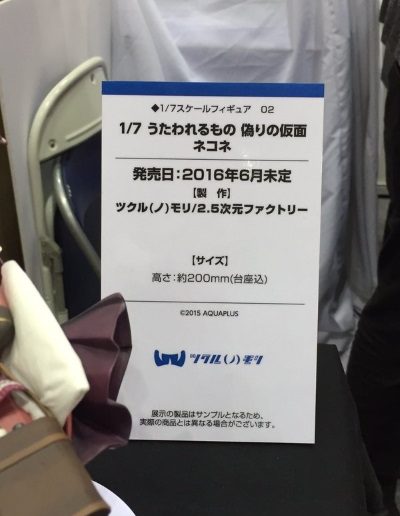 ◆1/7スケールフィギュア 02
1/7 うたわれるもの 偽りの仮面
ネコネ
発売日:2016年6月未定
【製 作】
ツクル(ノ)モリ/2.5次元ファクトリー
【サイズ】
高さ:約200mm(台座込)
©2015 AQUAPLUS
ツクル(ノ)モリ
展示の製品はサンプルとなるため、
実際の商品とは異なる場合がございます。